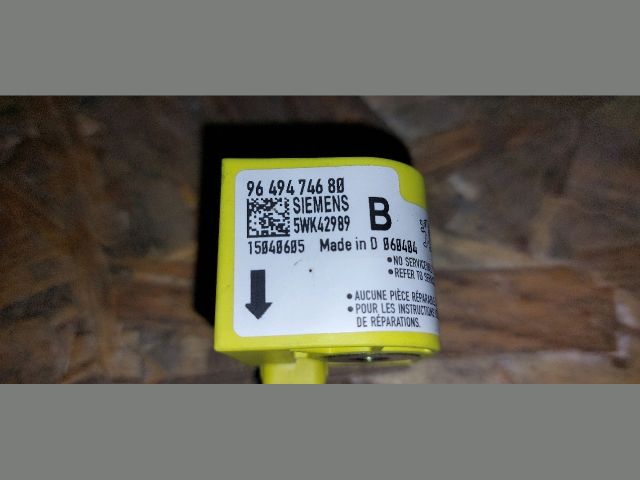 96 494 746 80
SIEMENS
5WK42989
B
15040605 Made in D 060404
• NO
• REFER TO
• AUCUNE PIÈCE
• POUR LES INSTRUCTIONS
DE RÉPARATIONS.